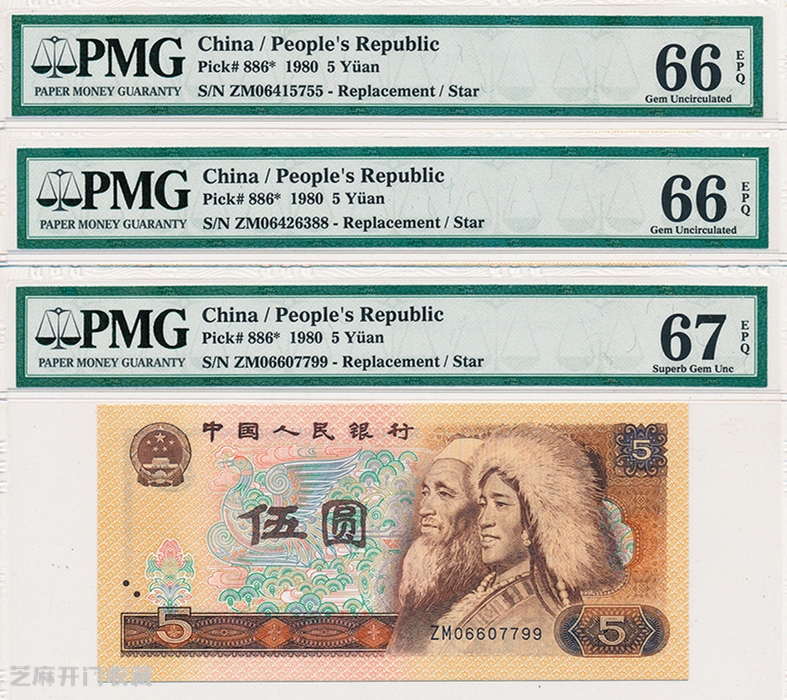 PMG
PAPER MONEY GUARANTY
China / People's Republic
Pick# 886* 1980 5 Yüan
S/N ZM06415755 - Replacement / Star
66
EPQ
Gem Uncirculated
PMG
PAPER MONEY GUARANTY
China / People's Republic
Pick# 886* 1980 5 Yüan
S/N ZM06426388 - Replacement / Star
66
EPQ
Gem Uncirculated
PMG
PAPER MONEY GUARANTY
China / People's Republic
Pick# 886* 1980 5 Yüan
S/N ZM06607799 - Replacement / Star
67
EPQ
Superb Gem Unc
中国人民银行
5
伍圆
5
ZM06607799
5
芝麻开门收藏